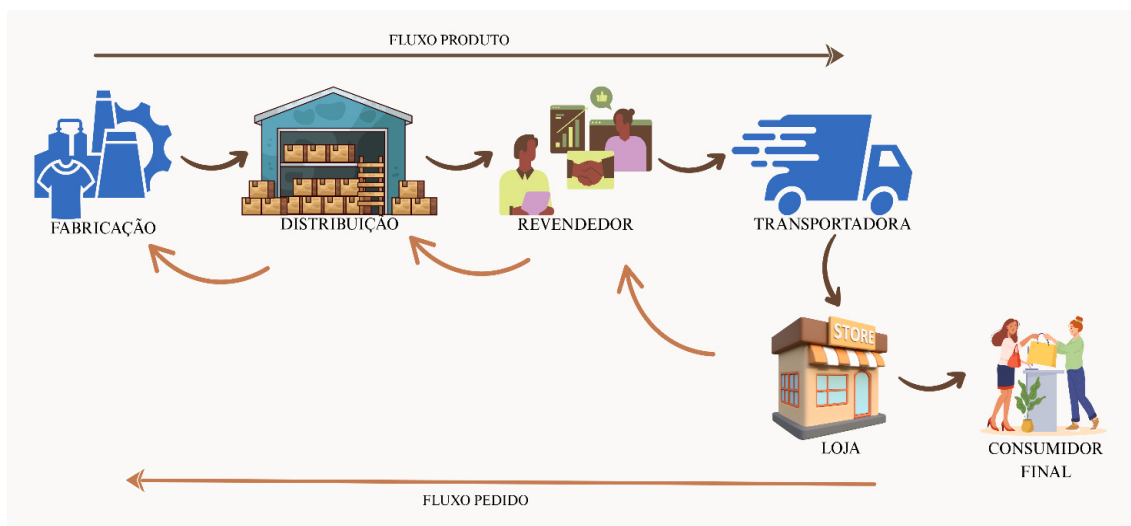 FLUXO PRODUTO
FABRICAÇÃO
DISTRIBUIÇÃO
REVENDEDOR
TRANSPORTADORA
STORE
LOJA
CONSUMIDOR
FINAL
FLUXO PEDIDO